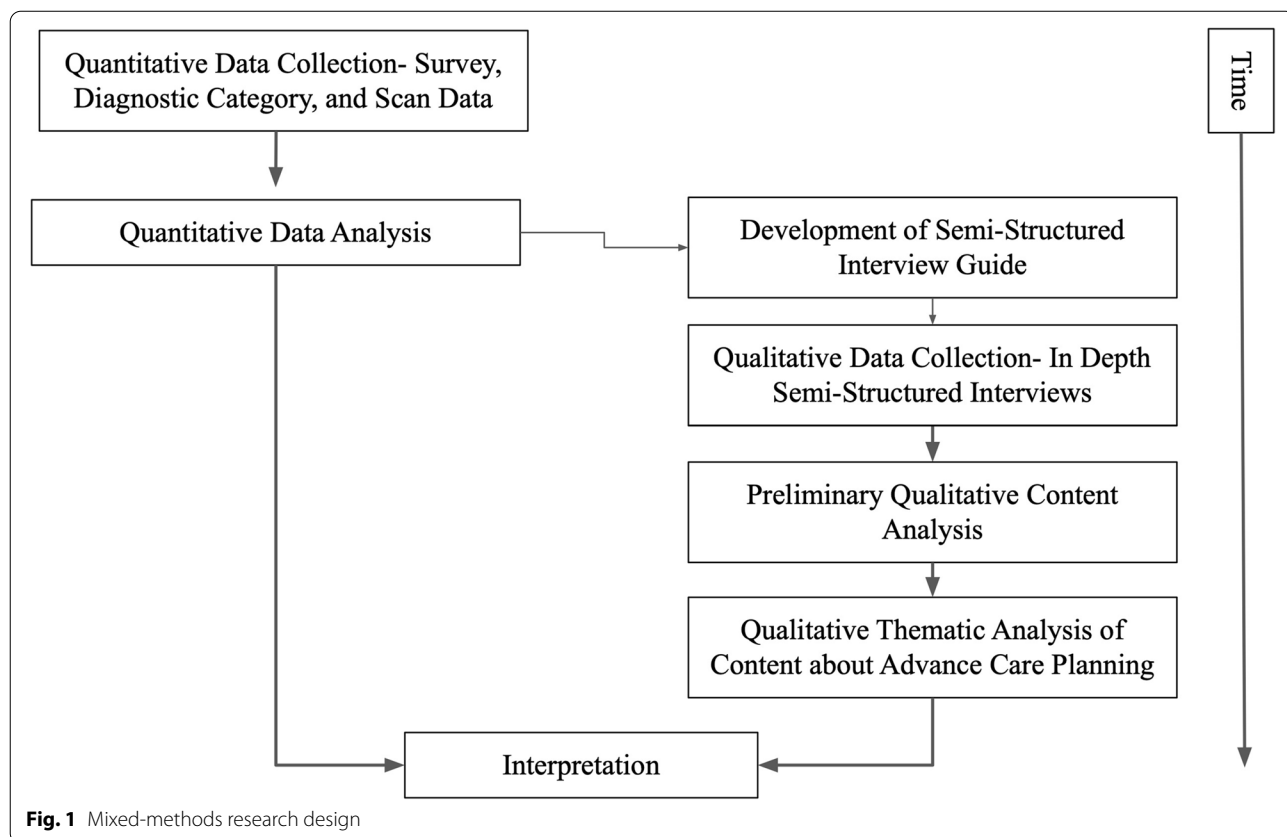 Quantitative Data Collection- Survey,
Diagnostic Category, and Scan Data
Time
Quantitative Data Analysis
Development of Semi-Structured
Interview Guide
Qualitative Data Collection- In Depth
Semi-Structured Interviews
Preliminary Qualitative Content
Analysis
Qualitative Thematic Analysis of
Content about Advance Care Planning
Interpretation
Fig. 1 Mixed-methods research design